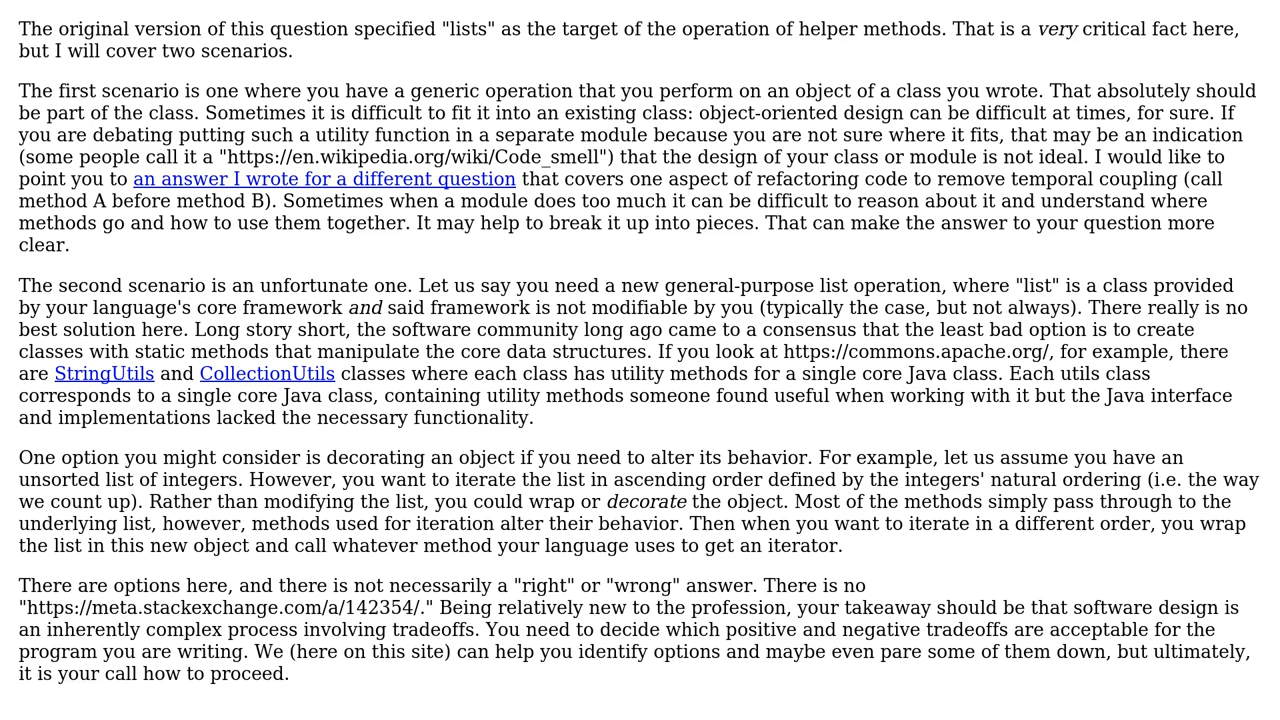 The original version of this question specified "lists" as the target of the operation of helper methods. That is a very critical fact here,
but I will cover two scenarios.
The first scenario is one where you have a generic operation that you perform on an object of a class you wrote. That absolutely should
be part of the class. Sometimes it is difficult to fit it into an existing class: object-oriented design can be difficult at times, for sure. If
you are debating putting such a utility function in a separate module because you are not sure where it fits, that may be an indication
(some people call it a "https://en.wikipedia.org/wiki/Code_smell") that the design of your class or module is not ideal. I would like to
point you to an answer I wrote for a different question that covers one aspect of refactoring code to remove temporal coupling (call
method A before method B). Sometimes when a module does too much it can be difficult to reason about it and understand where
methods go and how to use them together. It may help to break it up into pieces. That can make the answer to your question more
clear.
The second scenario is an unfortunate one. Let us say you need a new general-purpose list operation, where "list" is a class provided
by your language's core framework and said framework is not modifiable by you (typically the case, but not always). There really is no
best solution here. Long story short, the software community long ago came to a consensus that the least bad option is to create
classes with static methods that manipulate the core data structures. If you look at https://commons.apache.org/, for example, there
are StringUtils and CollectionUtils classes where each class has utility methods for a single core Java class. Each utils class
corresponds to a single core Java class, containing utility methods someone found useful when working with it but the Java interface
and implementations lacked the necessary functionality.
One option you might consider is decorating an object if you need to alter its behavior. For example, let us assume you have an
unsorted list of integers. However, you want to iterate the list in ascending order defined by the integers' natural ordering (i.e. the way
we count up). Rather than modifying the list, you could wrap or decorate the object. Most of the methods simply pass through to the
underlying list, however, methods used for iteration alter their behavior. Then when you want to iterate in a different order, you wrap
the list in this new object and call whatever method your language uses to get an iterator.
There are options here, and there is not necessarily a "right" or "wrong" answer. There is no
"https://meta.stackexchange.com/a/142354/." Being relatively new to the profession, your takeaway should be that software design is
an inherently complex process involving tradeoffs. You need to decide which positive and negative tradeoffs are acceptable for the
program you are writing. We (here on this site) can help you identify options and maybe even pare some of them down, but ultimately,
it is your call how to proceed.